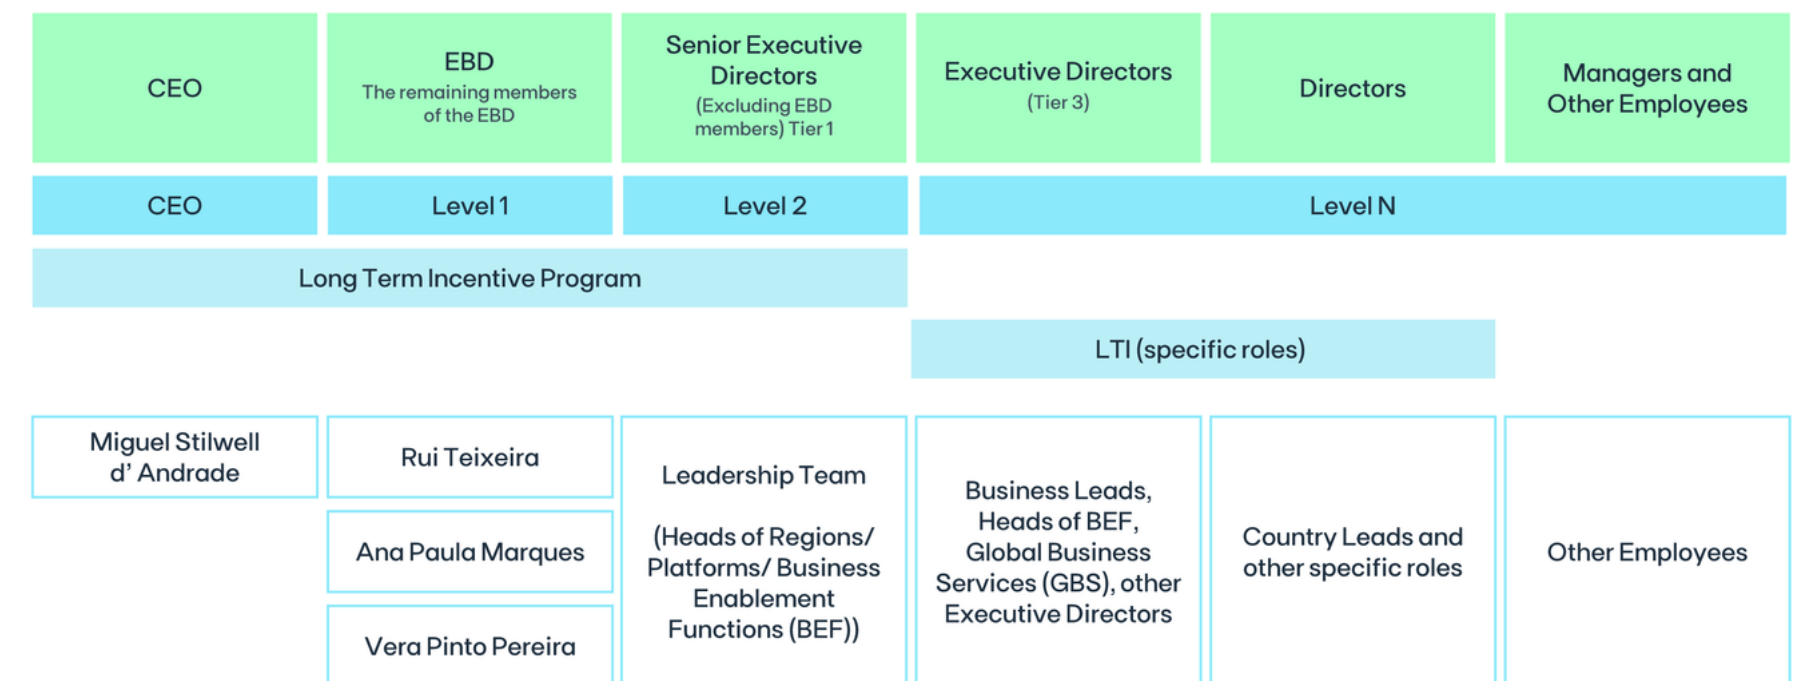 CEO
EBD
The remaining members
of the EBD
Senior Executive
Directors
(Excluding EBD
members) Tier 1
Executive Directors
(Tier 3)
Directors
Managers and
Other Employees
CEO
Level 1
Level 2
Level N
Long Term Incentive Program
LTI (specific roles)
Miguel Stilwell
d’ Andrade
Rui Teixeira
Ana Paula Marques
Vera Pinto Pereira
Leadership Team
(Heads of Regions/
Platforms/ Business
Enablement
Functions (BEF))
Business Leads,
Heads of BEF,
Global Business
Services (GBS), other
Executive Directors
Country Leads and
other specific roles
Other Employees